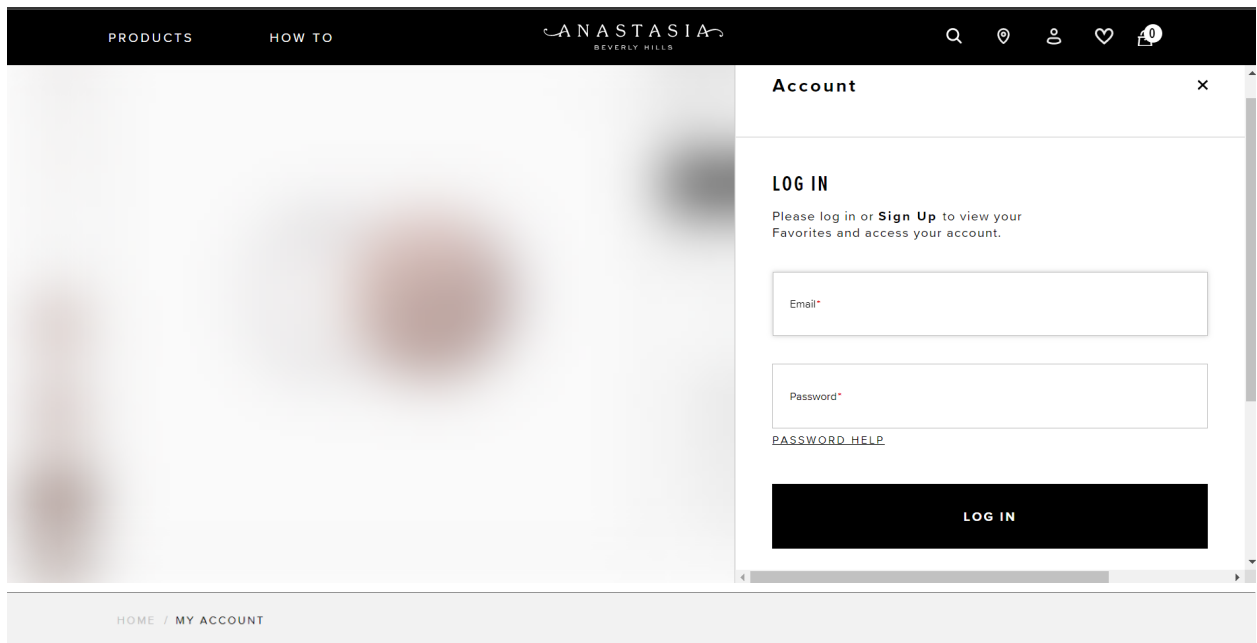 PRODUCTS HOW TO ANASTASIA 0
BEVERLY HILLS
Account
LOG IN
Please log in or Sign Up to view your
Favorites and access your account.
Email*
Password*
PASSWORD HELP
LOG IN
HOME / MY ACCOUNT